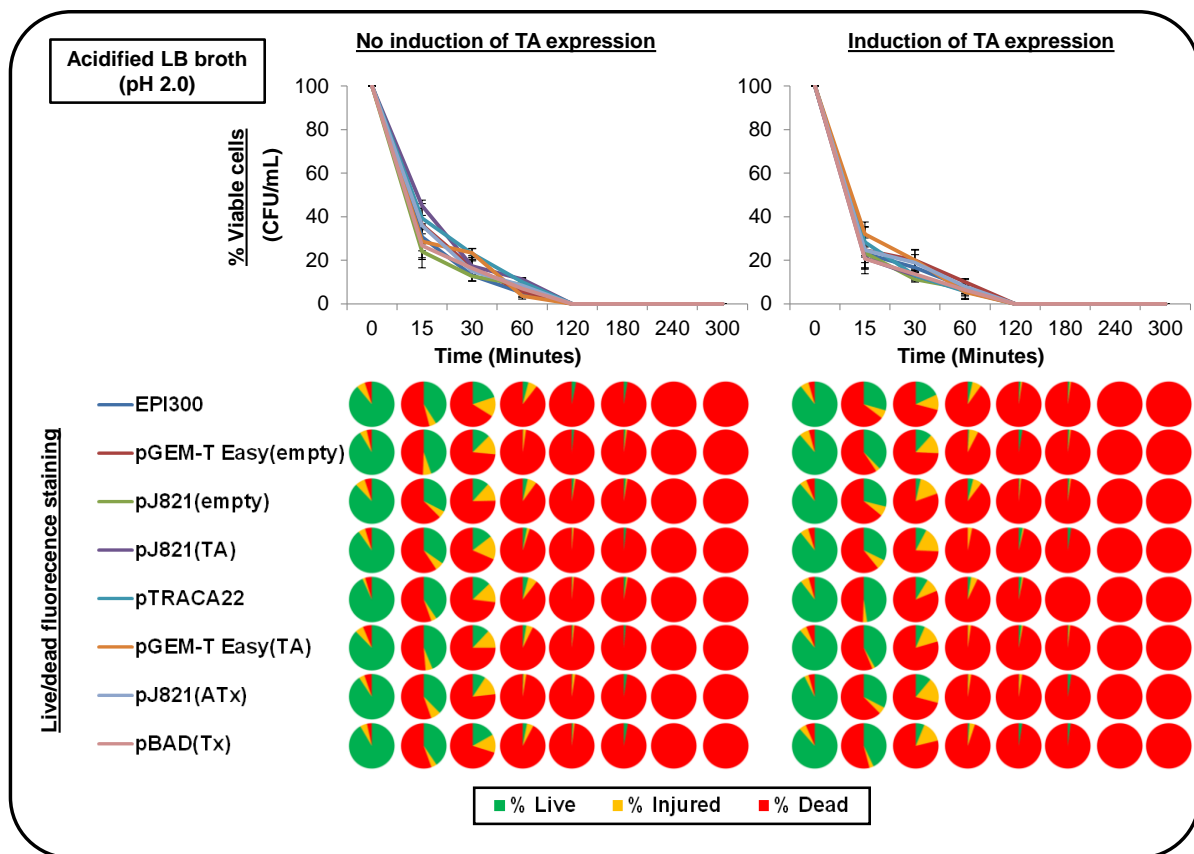 No induction of TA expression
Induction of TA expression
Acidified LB broth
(pH 2.0)
% Viable cells
(CFU/mL)
100
80
60
40
20
0
0 15 30 60 120 180 240 300
Time (Minutes)
100
80
60
40
20
0
0 15 30 60 120 180 240 300
Time (Minutes)
Live/dead fluorescence staining
EPI300
pGEM-T Easy(empty)
pJ821(empty)
pJ821(TA)
pTRACA22
pGEM-T Easy(TA)
pJ821(ATx)
pBAD(Tx)
% Live % Injured % Dead